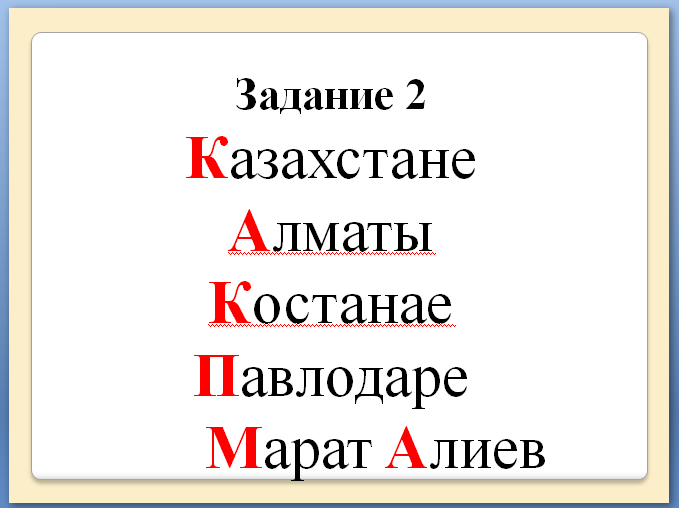 Задание 2
Казахстане
Алматы
Костанае
Павлодаре
Марат Алиев